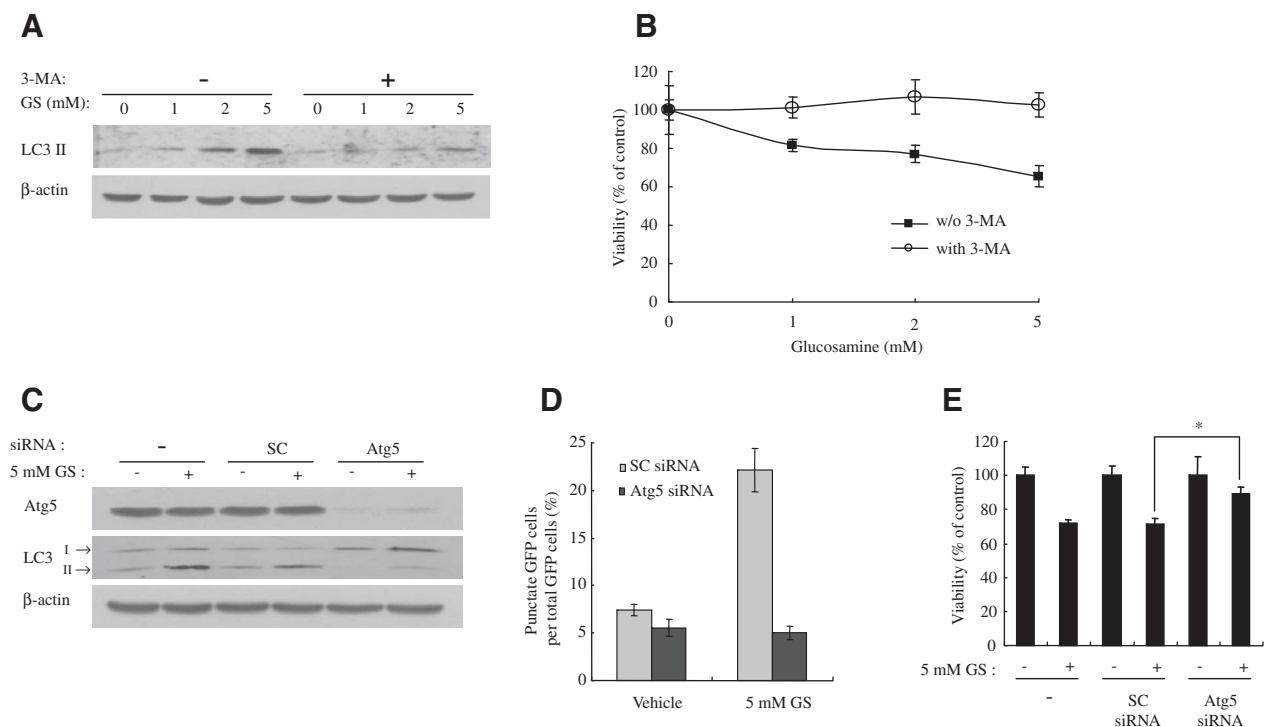 A
3-MA: - +
GS (mM): 0 1 2 5 0 1 2 5
LC3 II
β-actin
B
120
100
80
60
40
20
0
Viability (% of control)
w/o 3-MA
with 3-MA
0 1 2 5
Glucosamine (mM)
C
siRNA : - SC Atg5
5 mM GS : - + - + - +
Atg5
LC3 I →
II →
β-actin
D
25
20
15
10
5
0
Punctate GFP cells
per total GFP cells (%)
SC siRNA
Atg5 siRNA
Vehicle 5 mM GS
E
*
120
100
80
60
40
20
0
Viability (% of control)
5 mM GS : - + - + - +
- SC Atg5
siRNA siRNA